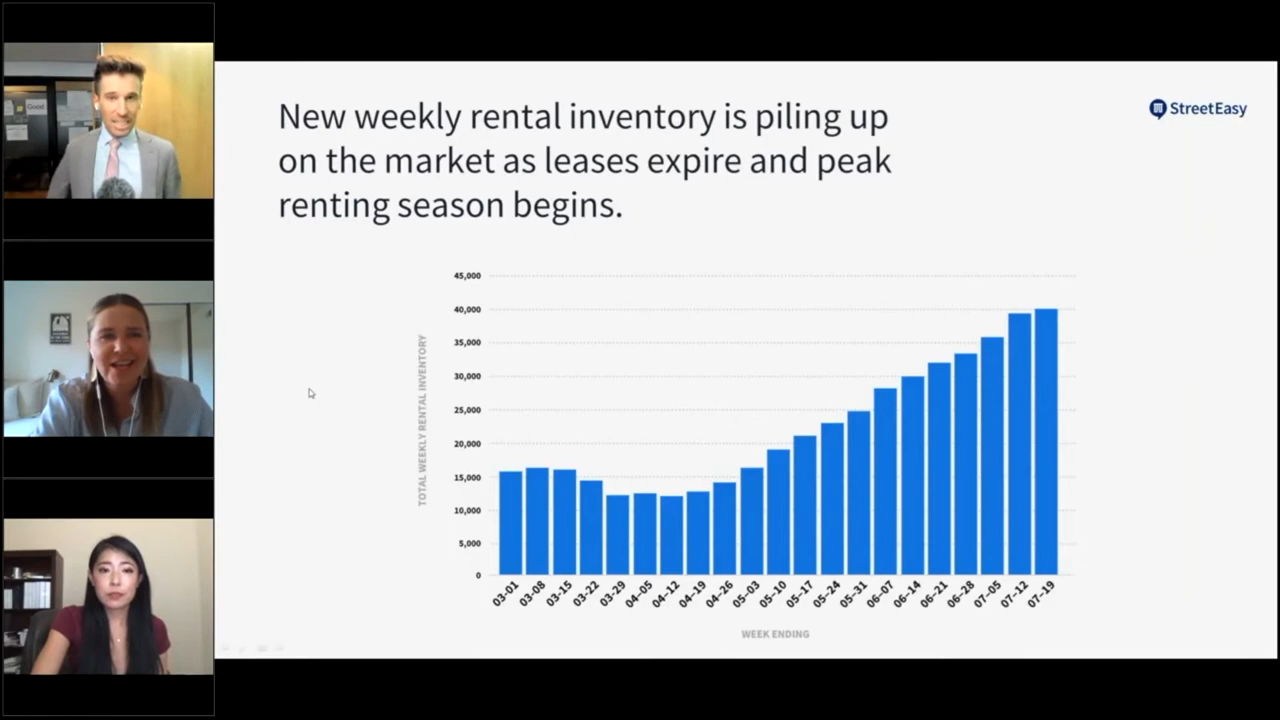 Good.
New weekly rental inventory is piling up
on the market as leases expire and peak
renting season begins.
StreetEasy
TOTAL WEEKLY RENTAL INVENTORY
45,000
40,000
35,000
30,000
25,000
20,000
15,000
10,000
5,000
0
03-01 03-08 03-15 03-22 03-29 04-05 04-12 04-19 04-26 05-03 05-10 05-17 05-24 05-31 06-07 06-14 06-21 06-28 07-05 07-12 07-19
WEEK ENDING